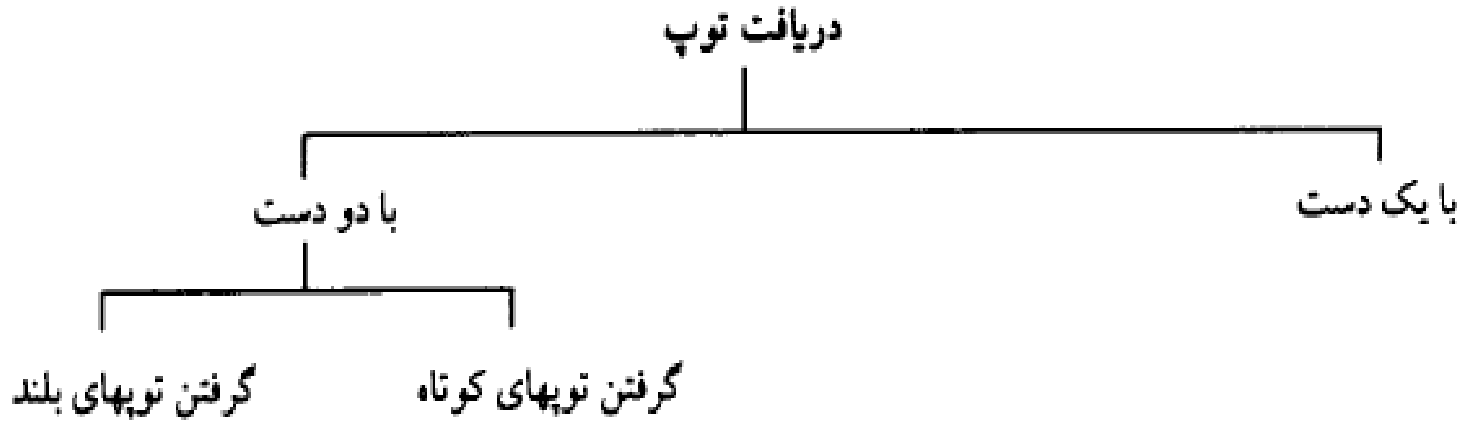 دریافت توپ
با یک دست
با دو دست
گرفتن توپهای کوتاه
گرفتن توپهای بلند